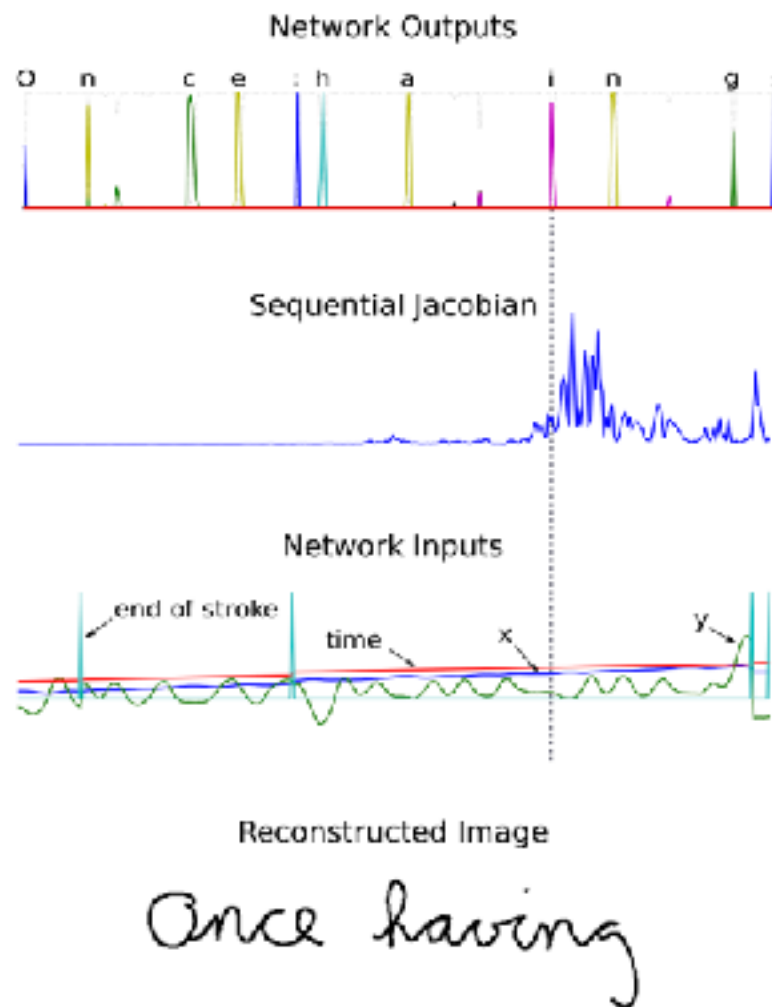 Network Outputs
O n c e : h a i n g :
Sequential Jacobian
Network Inputs
end of stroke
time
x
y
Reconstructed Image
Once having